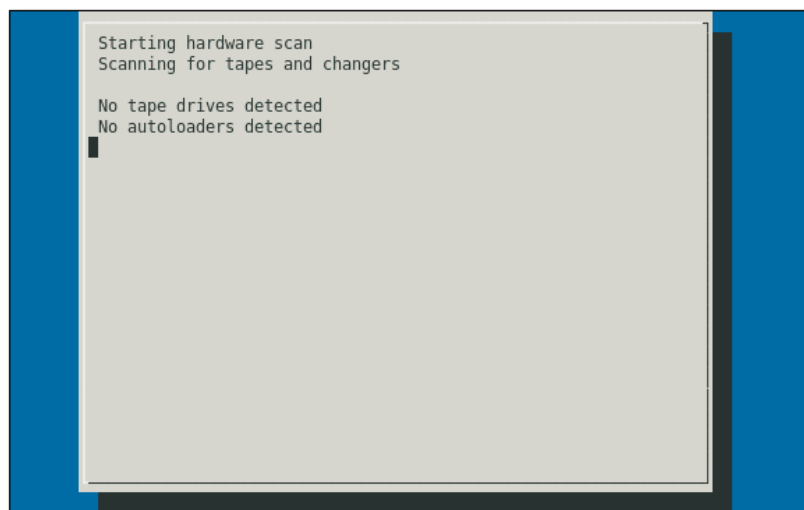 Starting hardware scan
Scanning for tapes and changers
No tape drives detected
No autoloaders detected